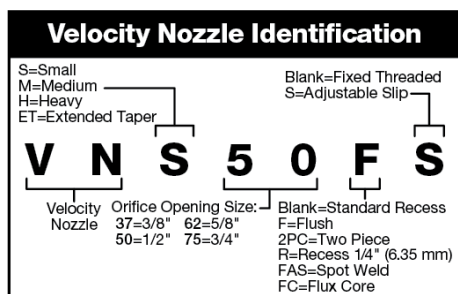 Velocity Nozzle Identification
S=Small
M=Medium
H=Heavy
ET=Extended Taper
Blank=Fixed Threaded
S=Adjustable Slip
V N S 5 0 F S
Velocity
Nozzle
Orifice Opening Size:
37=3/8" 62=5/8"
50=1/2" 75=3/4"
Blank=Standard Recess
F=Flush
2PC=Two Piece
R=Recess 1/4" (6.35 mm)
FAS=Spot Weld
FC=Flux Core